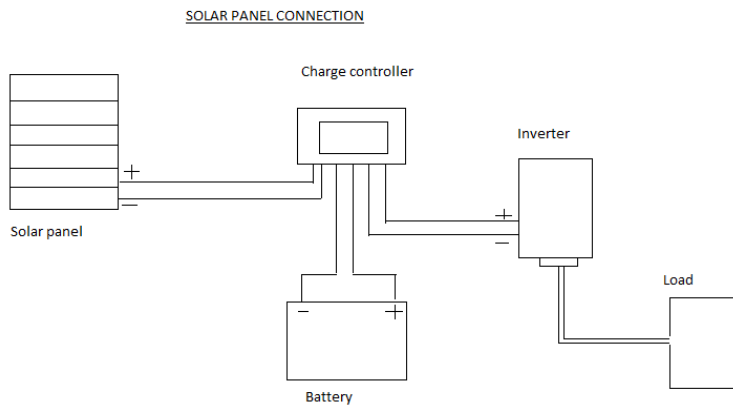 SOLAR PANEL CONNECTION
Charge controller
Inverter
+
−
Solar panel
+
−
Load
- +
Battery